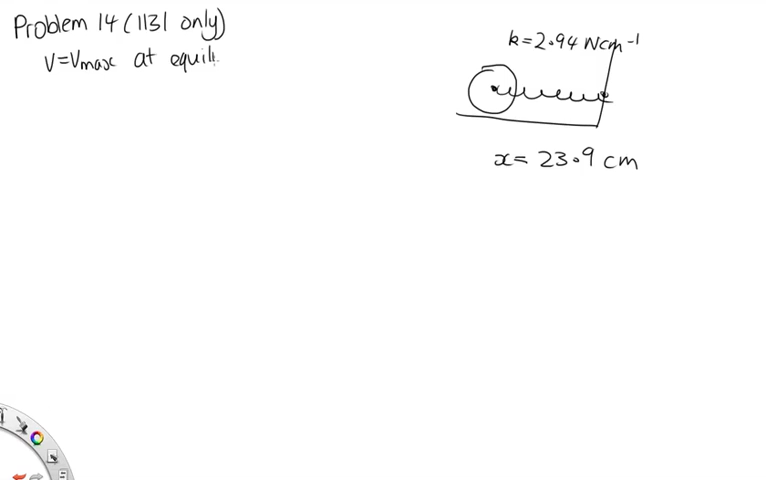 Problem 14 (1131 only)
V=Vmax at equili
k=2.94 Ncm⁻¹
x= 23.9 cm